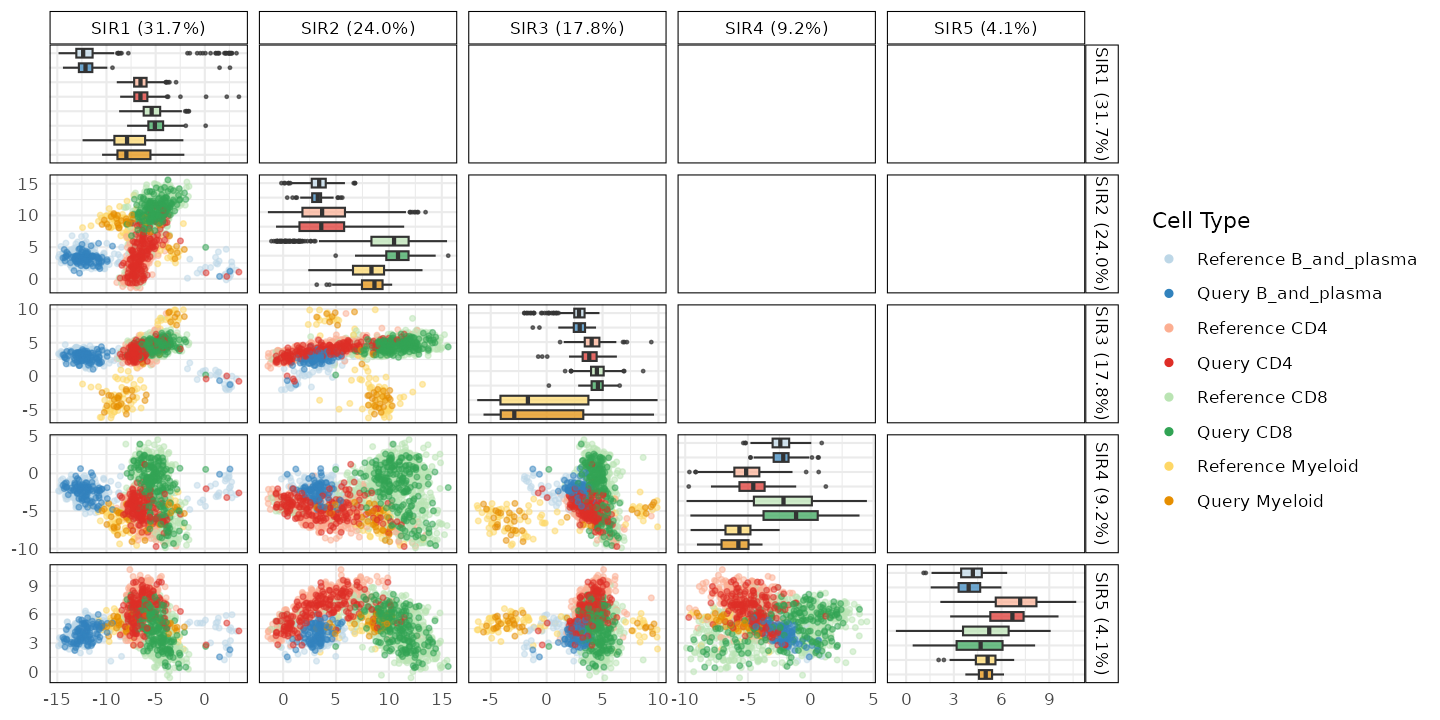 SIR1 (31.7%) SIR2 (24.0%) SIR3 (17.8%) SIR4 (9.2%) SIR5 (4.1%)
SIR1 (31.7%)
15
10
5
0
SIR2 (24.0%)
10
5
0
-5
SIR3 (17.8%)
5
0
-5
-10
SIR4 (9.2%)
9
6
3
0
SIR5 (4.1%)
-15 -10 -5 0 0 5 10 15 -5 0 5 10 -10 -5 0 5 0 3 6 9
Cell Type
Reference B_and_plasma
Query B_and_plasma
Reference CD4
Query CD4
Reference CD8
Query CD8
Reference Myeloid
Query Myeloid